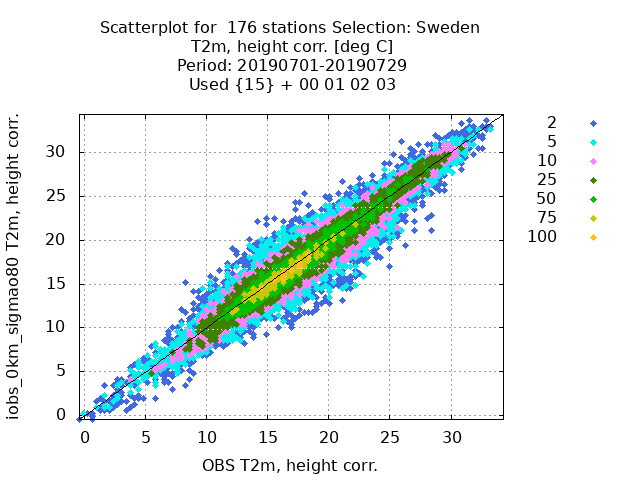 Scatterplot for  176 stations Selection: Sweden
T2m, height corr. [deg C]
Period: 20190701-20190729
Used {15} + 00 01 02 03
iobs_0km_sigmao80 T2m, height corr.
30
25
20
15
10
5
0
0 5 10 15 20 25 30
OBS T2m, height corr.
2
5
10
25
50
75
100